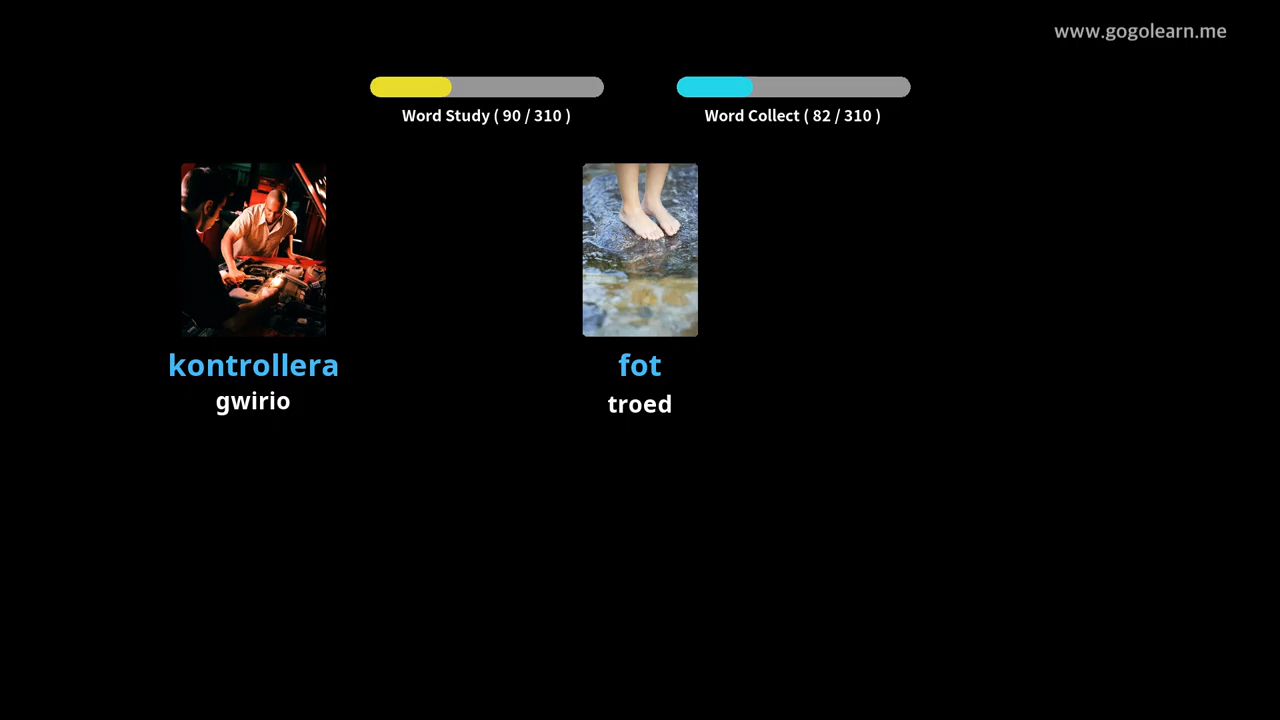 www.gogolearn.me
Word Study ( 90 / 310 )
Word Collect ( 82 / 310 )
kontrollera
gwirio
fot
troed